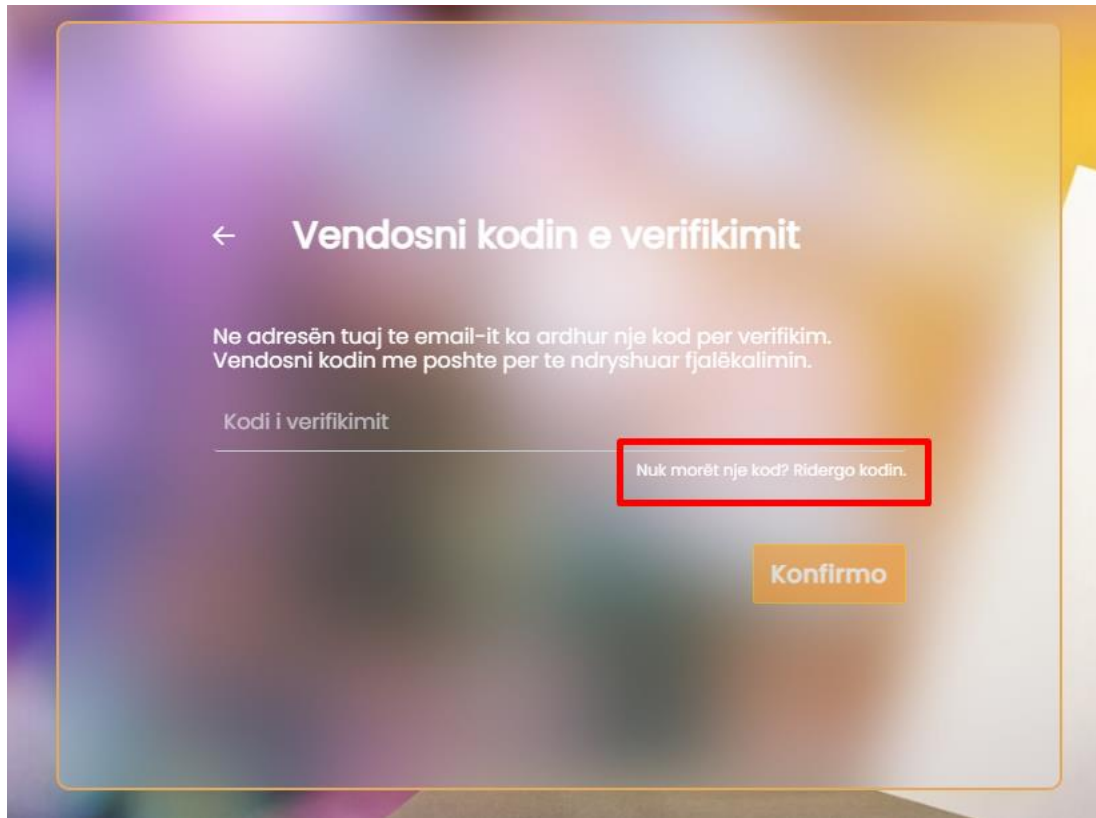 ← Vendosni kodin e verifikimit
Ne adresën tuaj te email-it ka ardhur nje kod per verifikim.
Vendosni kodin me poshte per te ndryshuar fjalëkalimin.
Kodi i verifikimit
Nuk morët nje kod? Ridergo kodin.
Konfirmo